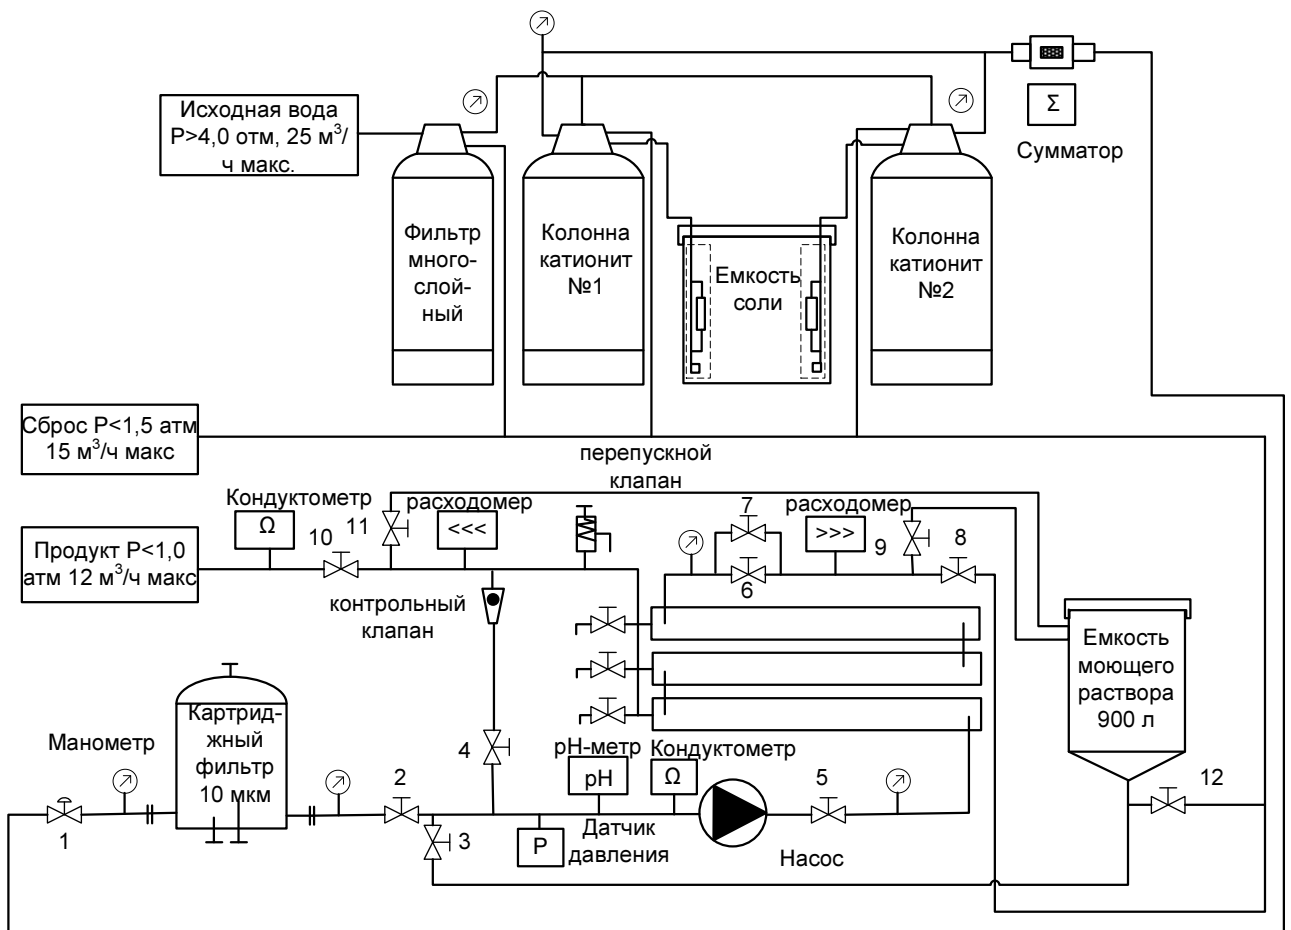 Исходная вода
P>4,0 отм, 25 м³/
ч макс.
Σ
Сумматор
Фильтр
много-
слой-
ный
Колонна
катионит
№1
Емкость
соли
Колонна
катионит
№2
Сброс P<1,5 атм
15 м³/ч макс
перепускной
клапан
Кондуктометр
Ω
10
11
расходомер
<<<
7
6
расходомер
>>>
9
8
Продукт P<1,0
атм 12 м³/ч макс
контрольный
клапан
Емкость
моющего
раствора
900 л
Манометр
Картрид-
жный
фильтр
10 мкм
1
2
3
4
pH-метр
pH
Кондуктометр
Ω
5
12
P
Датчик
давления
Насос